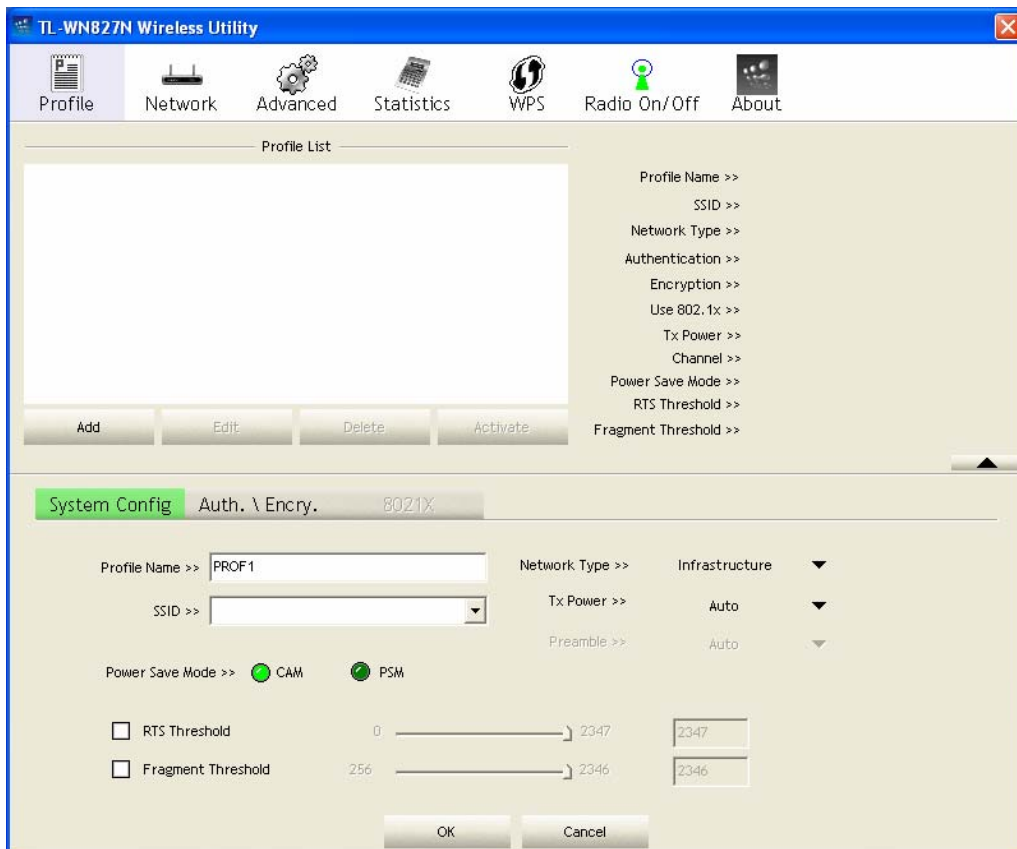 TL-WN827N Wireless Utility
Profile Network Advanced Statistics WPS Radio On/Off About
Profile List
Profile Name >>
SSID >>
Network Type >>
Authentication >>
Encryption >>
Use 802.1x >>
Tx Power >>
Channel >>
Power Save Mode >>
RTS Threshold >>
Fragment Threshold >>
Add Edit Delete Activate
System Config Auth. \ Encry. 8021X
Profile Name >> PROF1 Network Type >> Infrastructure
SSID >> Tx Power >> Auto
Preamble >> Auto
Power Save Mode >> CAM PSM
RTS Threshold 0 2347 2347
Fragment Threshold 256 2346 2346
OK Cancel